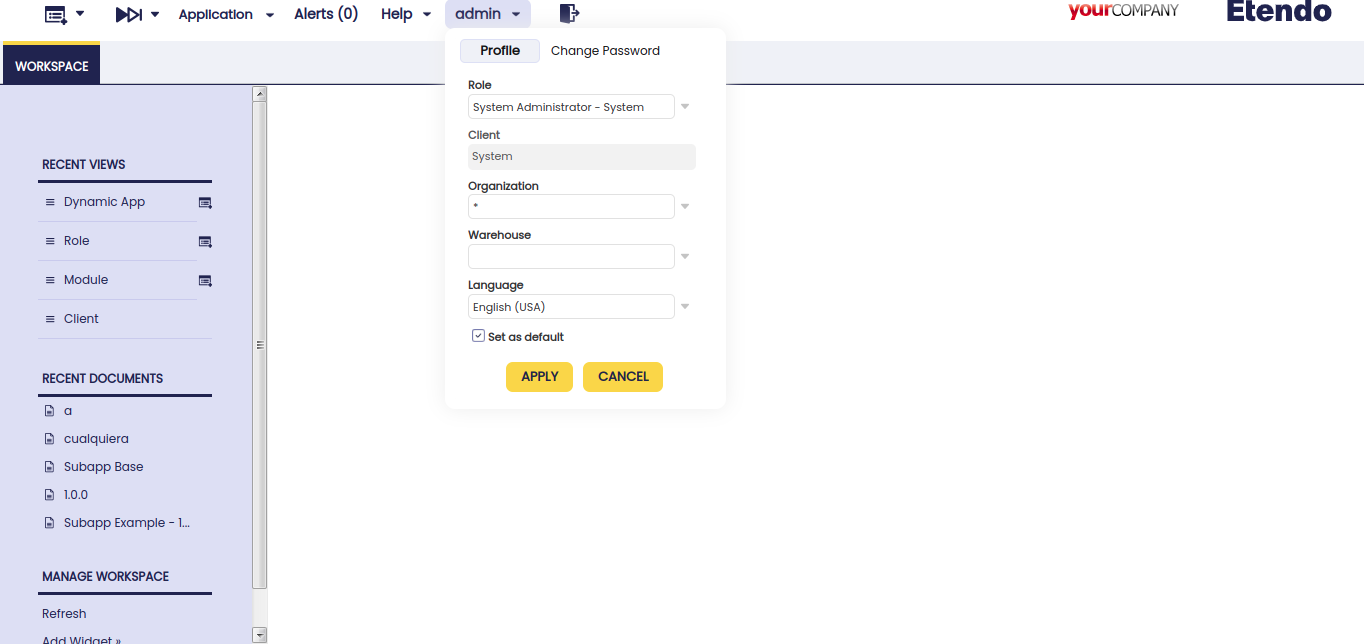 Application
Alerts (0)
Help
admin
yourCOMPANY
Etendo
WORKSPACE
Profile
Change Password
Role
System Administrator - System
Client
System
Organization
*
Warehouse
Language
English (USA)
Set as default
APPLY
CANCEL
RECENT VIEWS
Dynamic App
Role
Module
Client
RECENT DOCUMENTS
a
cualquiera
Subapp Base
1.0.0
Subapp Example - 1...
MANAGE WORKSPACE
Refresh
Add Widget »